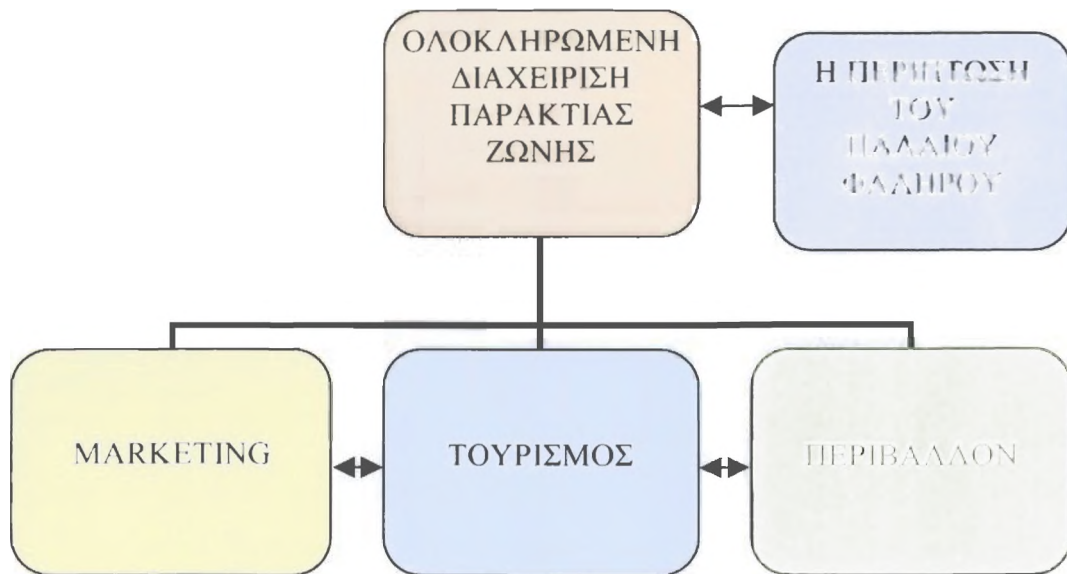 ΟΛΟΚΛΗΡΩΜΕΝΗ
ΔΙΑΧΕΙΡΙΣΗ
ΠΑΡΑΚΤΙΑΣ
ΖΩΝΗΣ
Η ΠΕΡΙΠΤΩΣΗ
ΤΟΥ
ΠΑΛΑΙΟΥ
ΦΑΛΗΡΟΥ
MARKETING
ΤΟΥΡΙΣΜΟΣ
ΠΕΡΙΒΑΛΛΟΝ